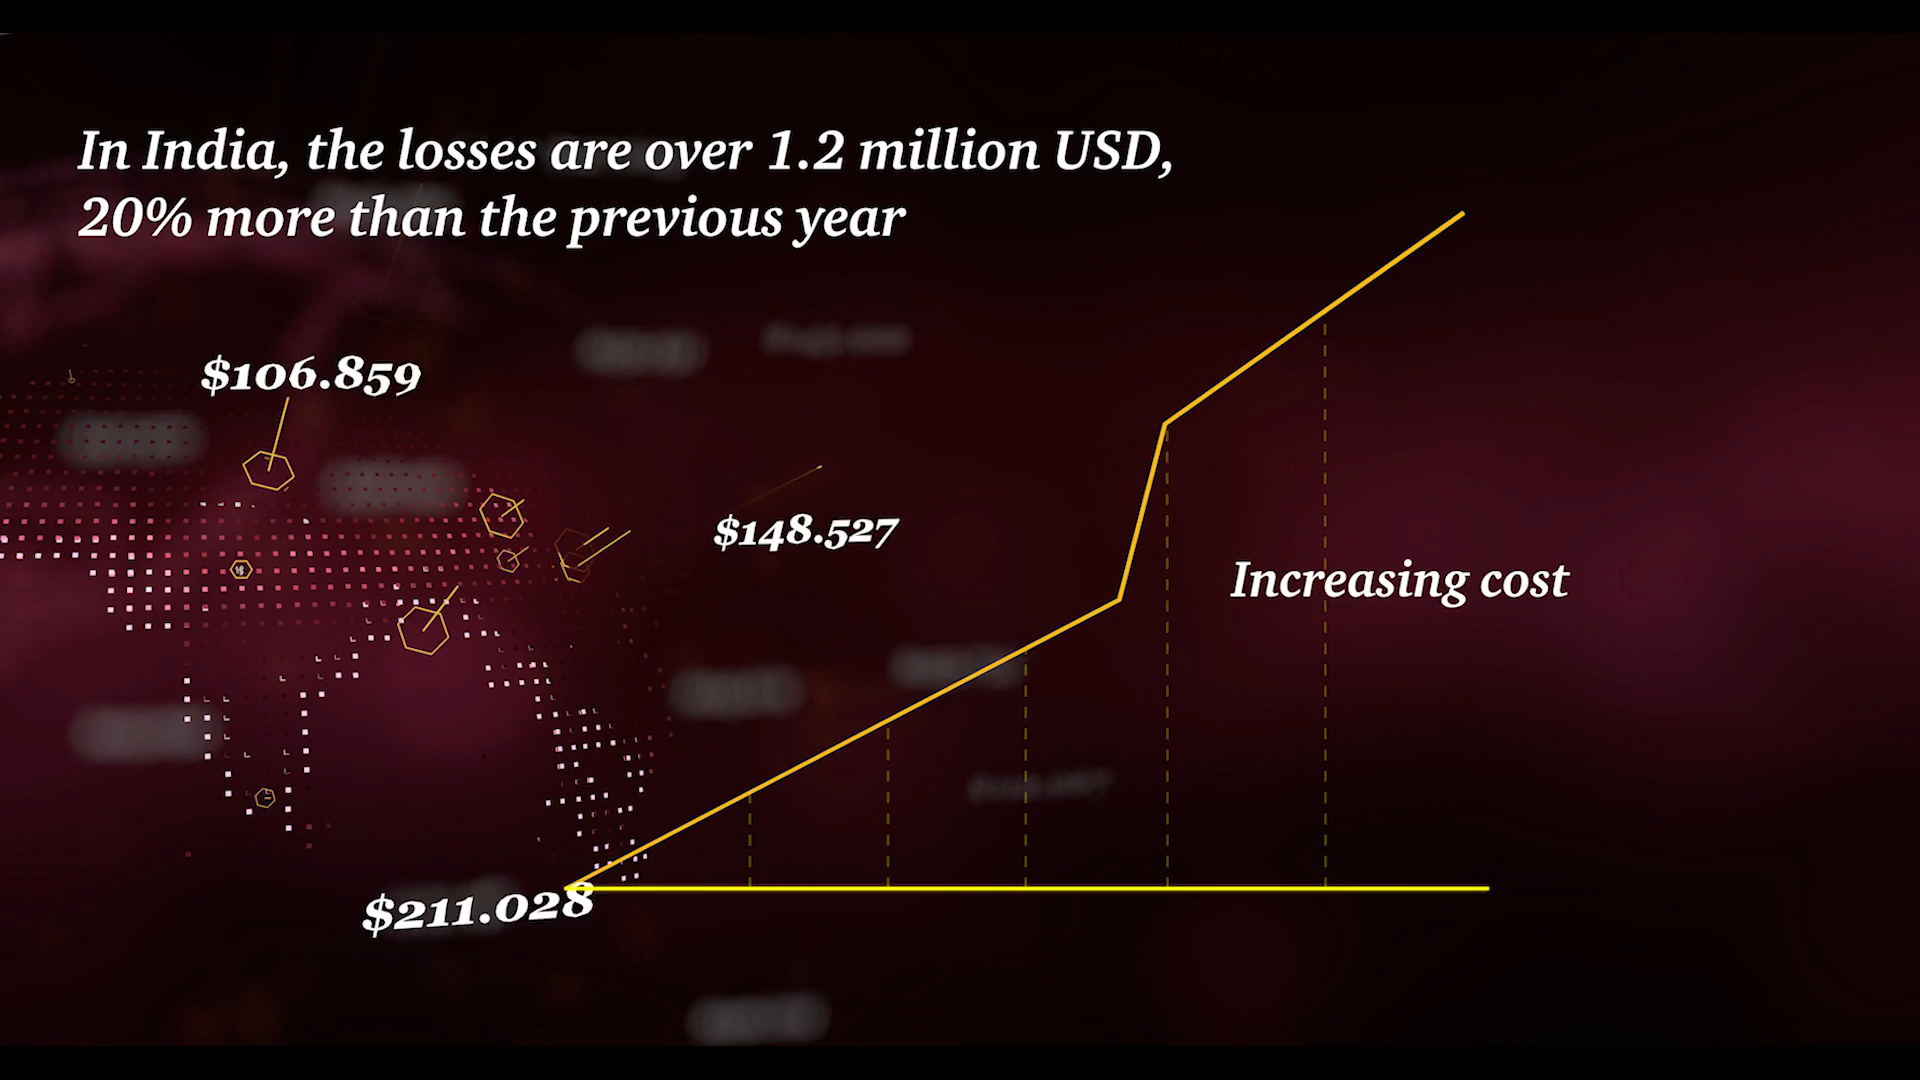 In India, the losses are over 1.2 million USD,
20% more than the previous year
$106.859
$148.527
Increasing cost
$211.028